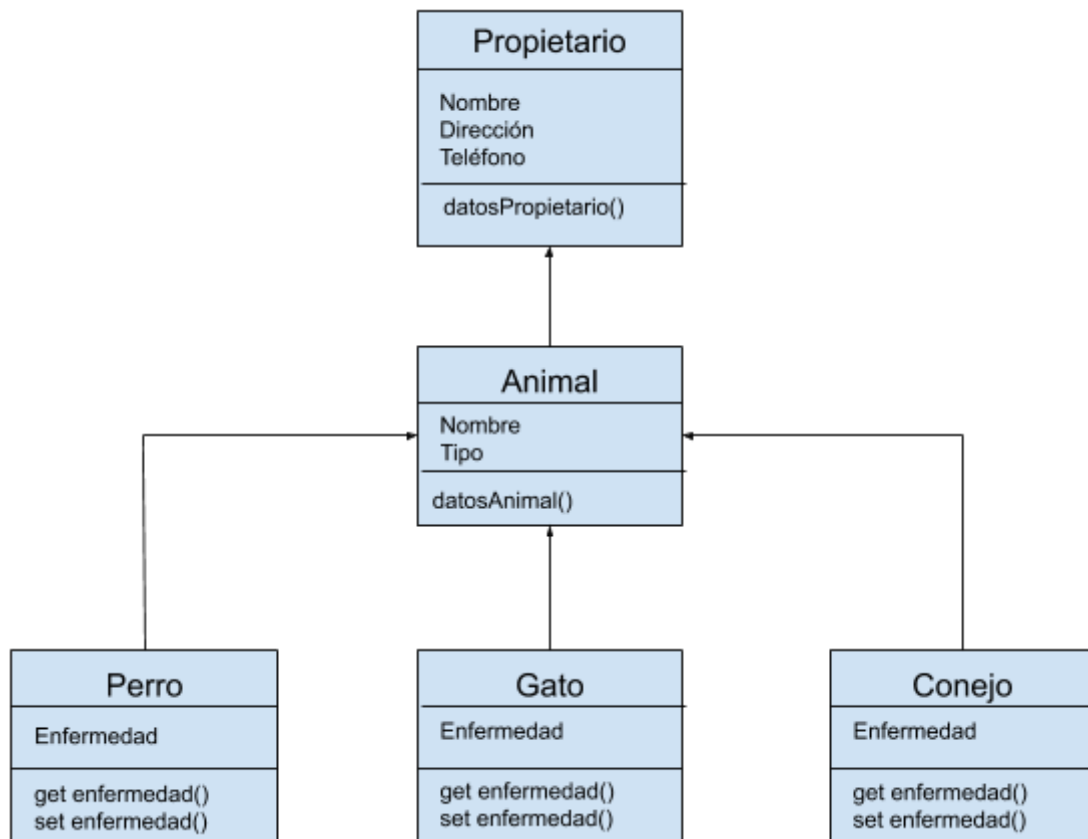 Propietario
Nombre
Dirección
Teléfono
datosPropietario()
Animal
Nombre
Tipo
datosAnimal()
Perro
Enfermedad
get enfermedad()
set enfermedad()
Gato
Enfermedad
get enfermedad()
set enfermedad()
Conejo
Enfermedad
get enfermedad()
set enfermedad()